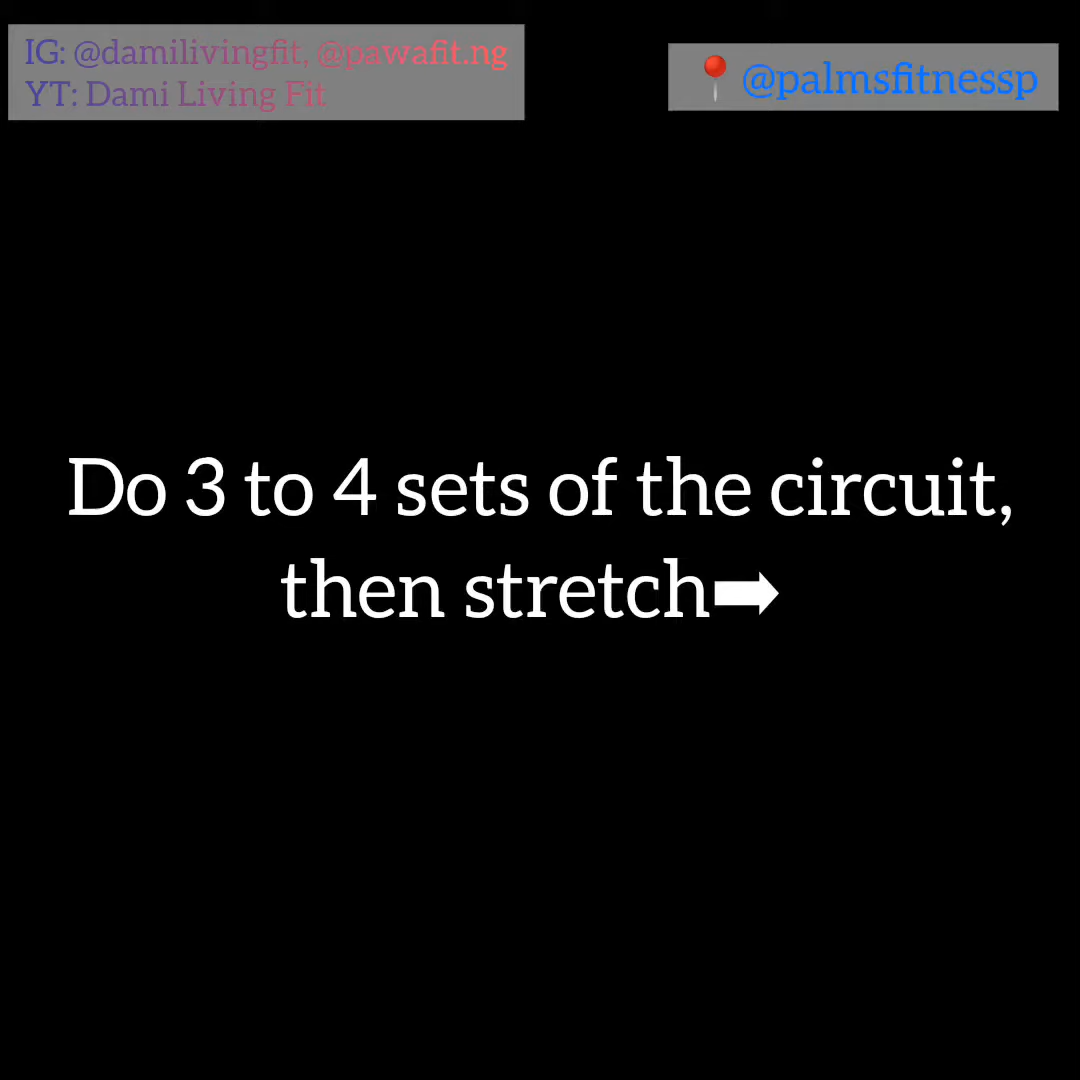 IG: @damilivingfit, @pawafit.ng
YT: Dami Living Fit
📍@palmsfitnessp
Do 3 to 4 sets of the circuit,
then stretch➡